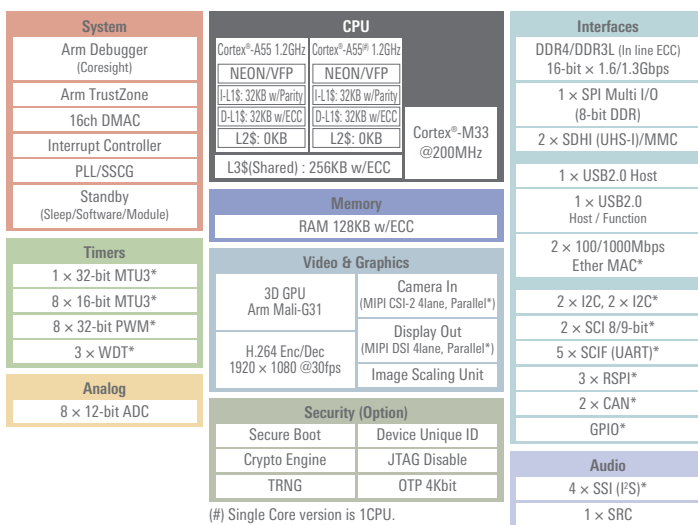 System
Arm Debugger
(Coresight)
Arm TrustZone
16ch DMAC
Interrupt Controller
PLL/SSCG
Standby
(Sleep/Software/Module)
Timers
1 × 32-bit MTU3*
8 × 16-bit MTU3*
8 × 32-bit PWM*
3 × WDT*
Analog
8 × 12-bit ADC
CPU
Cortex®-A55 1.2GHz
NEON/VFP
I-L1$: 32KB w/Parity
D-L1$: 32KB w/ECC
L2$: 0KB
Cortex®-A55(#) 1.2GHz
NEON/VFP
I-L1$: 32KB w/Parity
D-L1$: 32KB w/ECC
L2$: 0KB
L3$(Shared) : 256KB w/ECC
Cortex®-M33
@200MHz
Memory
RAM 128KB w/ECC
Video & Graphics
3D GPU
Arm Mali-G31
H.264 Enc/Dec
1920 × 1080 @30fps
Camera In
(MIPI CSI-2 4lane, Parallel*)
Display Out
(MIPI DSI 4lane, Parallel*)
Image Scaling Unit
Security (Option)
Secure Boot
Device Unique ID
Crypto Engine
JTAG Disable
TRNG
OTP 4Kbit
(#) Single Core version is 1CPU.
Interfaces
DDR4/DDR3L (In line ECC)
16-bit × 1.6/1.3Gbps
1 × SPI Multi I/O
(8-bit DDR)
2 × SDHI (UHS-I)/MMC
1 × USB2.0 Host
1 × USB2.0
Host / Function
2 × 100/1000Mbps
Ether MAC*
2 × I2C, 2 × I2C*
2 × SCI 8/9-bit*
5 × SCIF (UART)*
3 × RSPI*
2 × CAN*
GPIO*
Audio
4 × SSI (I²S)*
1 × SRC